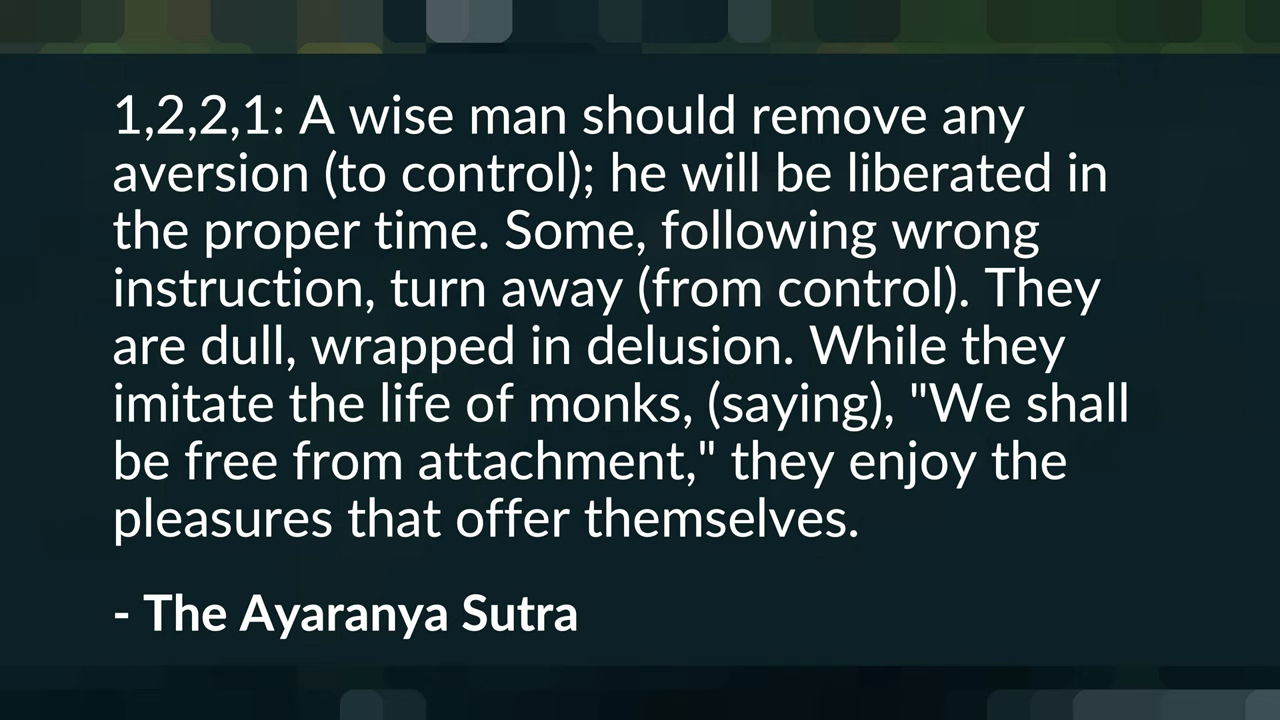 1,2,2,1: A wise man should remove any
aversion (to control); he will be liberated in
the proper time. Some, following wrong
instruction, turn away (from control). They
are dull, wrapped in delusion. While they
imitate the life of monks, (saying), "We shall
be free from attachment," they enjoy the
pleasures that offer themselves.
- The Ayaranya Sutra